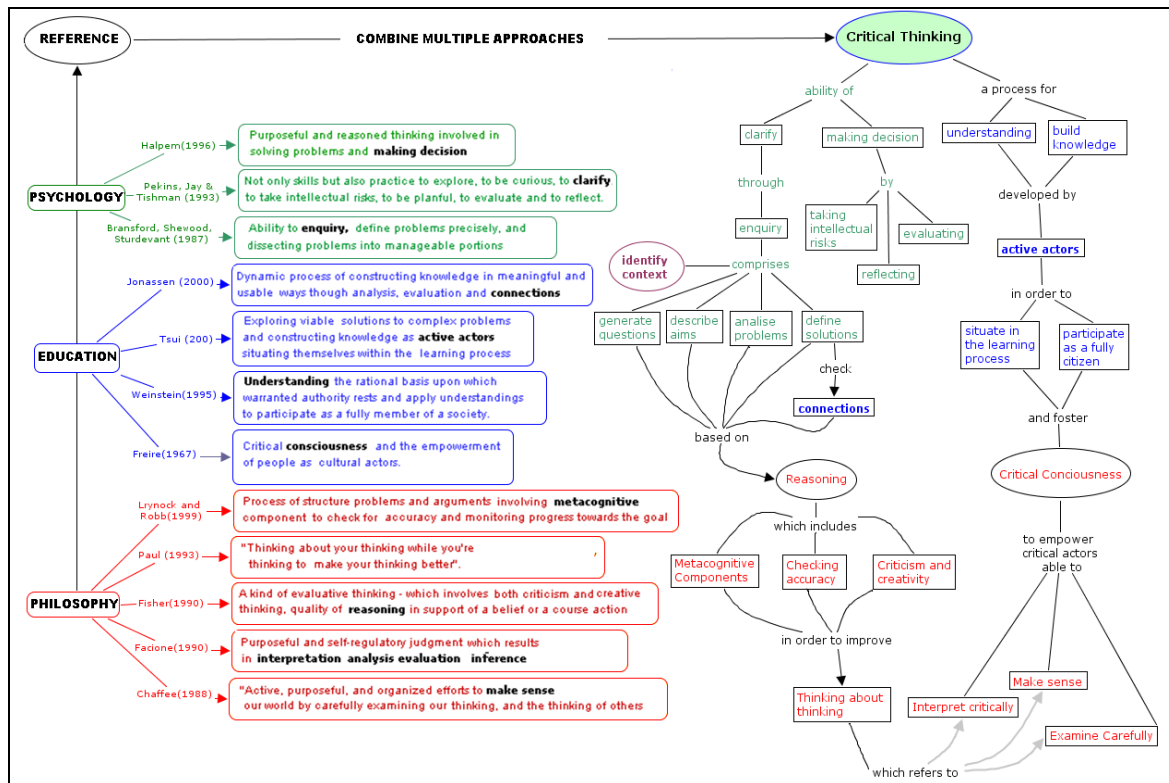 REFERENCE
COMBINE MULTIPLE APPROACHES
Critical Thinking
PSYCHOLOGY
Halpem(1996)
Purposeful and reasoned thinking involved in
solving problems and making decision
Pekins, Jay &
Tishman (1993)
Not only skills but also practice to explore, to be curious, to clarify
to take intellectual risks, to be planful, to evaluate and to reflect.
Bransford, Shewood,
Sturdevant (1987)
Ability to enquiry, define problems precisely, and
dissecting problems into manageable portions
EDUCATION
Jonassen (2000)
Dynamic process of constructing knowledge in meaningful and
usable ways though analysis, evaluation and connections
Tsui (200)
Exploring viable solutions to complex problems
and constructing knowledge as active actors
situating themselves within the learning process
Weinstein(1995)
Understanding the rational basis upon which
warranted authority rests and apply understandings
to participate as a fully member of a society.
Freire(1967)
Critical consciousness and the empowerment
of people as cultural actors.
PHILOSOPHY
Lrynock and
Robb(1999)
Process of structure problems and arguments involving metacognitive
component to check for accuracy and monitoring progress towards the goal
Paul (1993)
"Thinking about your thinking while you're
thinking to make your thinking better".
Fisher(1990)
A kind of evaluative thinking - which involves both criticism and creative
thinking, quality of reasoning in support of a belief or a course action
Facione(1990)
Purposeful and self-regulatory judgment which results
in interpretation analysis evaluation inference
Chaffee(1988)
"Active, purposeful, and organized efforts to make sense
our world by carefully examining our thinking, and the thinking of others
ability of
clarify
making decision
through
enquiry
by
taking
intellectual
risks
evaluating
reflecting
identify
context
comprises
generate
questions
describe
aims
analise
problems
define
solutions
check
connections
based on
Reasoning
which includes
Metacognitive
Components
Checking
accuracy
Criticism and
creativity
in order to improve
Thinking about
thinking
which refers to
a process for
understanding
build
knowledge
developed by
active actors
in order to
situate in
the learning
process
participate
as a fully
citizen
and foster
Critical Conciousness
to empower
critical actors
able to
Make sense
Interpret critically
Examine Carefully